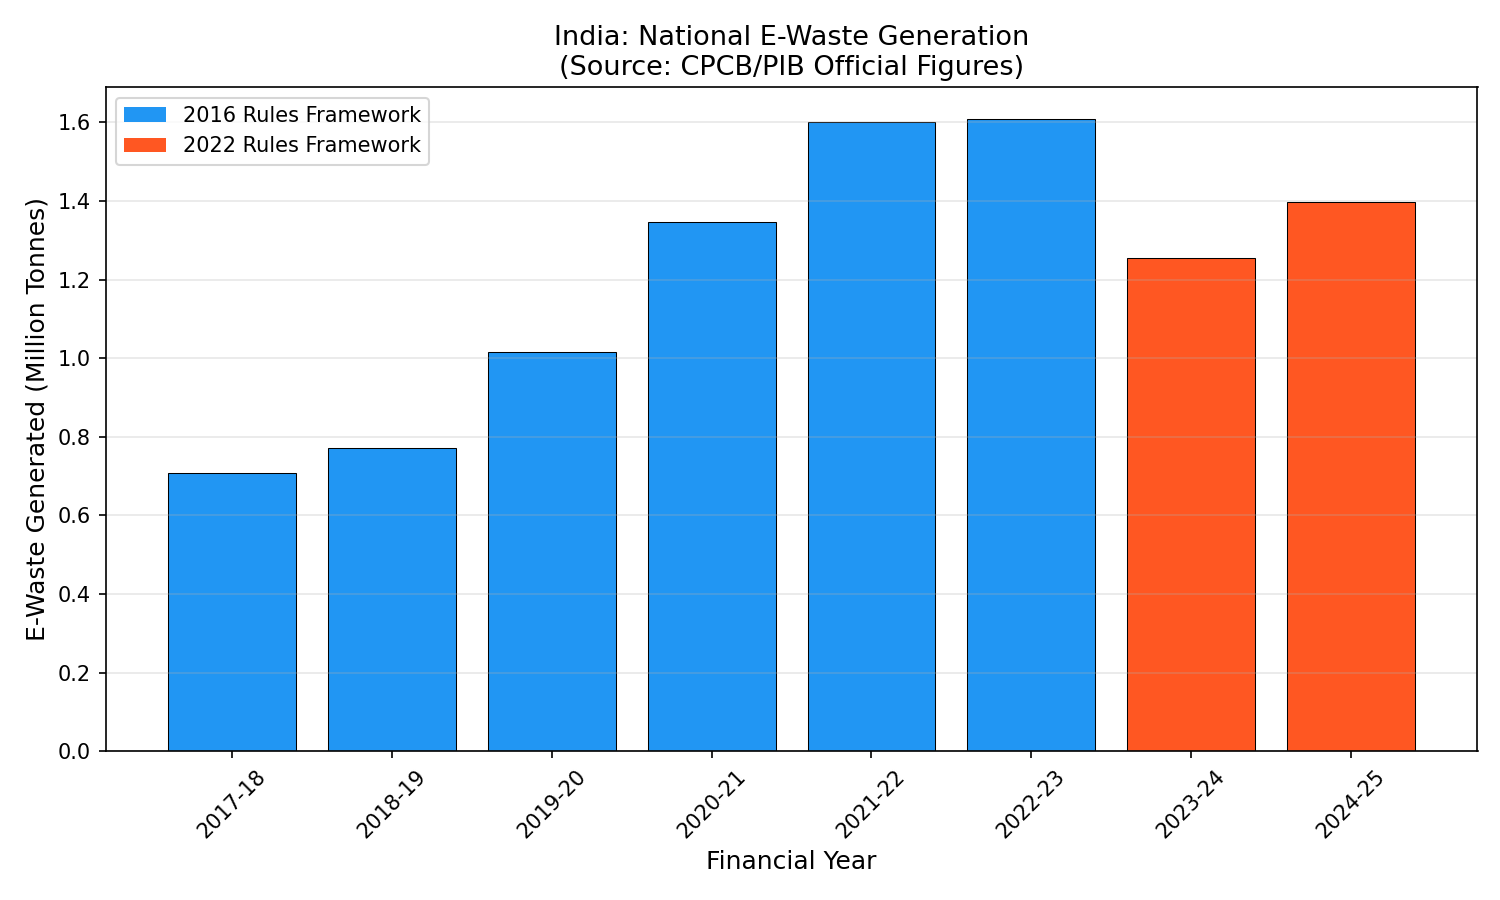 India: National E-Waste Generation
(Source: CPCB/PIB Official Figures)
2016 Rules Framework
2022 Rules Framework
E-Waste Generated (Million Tonnes)
1.6
1.4
1.2
1.0
0.8
0.6
0.4
0.2
0.0
2017-18
2018-19
2019-20
2020-21
2021-22
2022-23
2023-24
2024-25
Financial Year